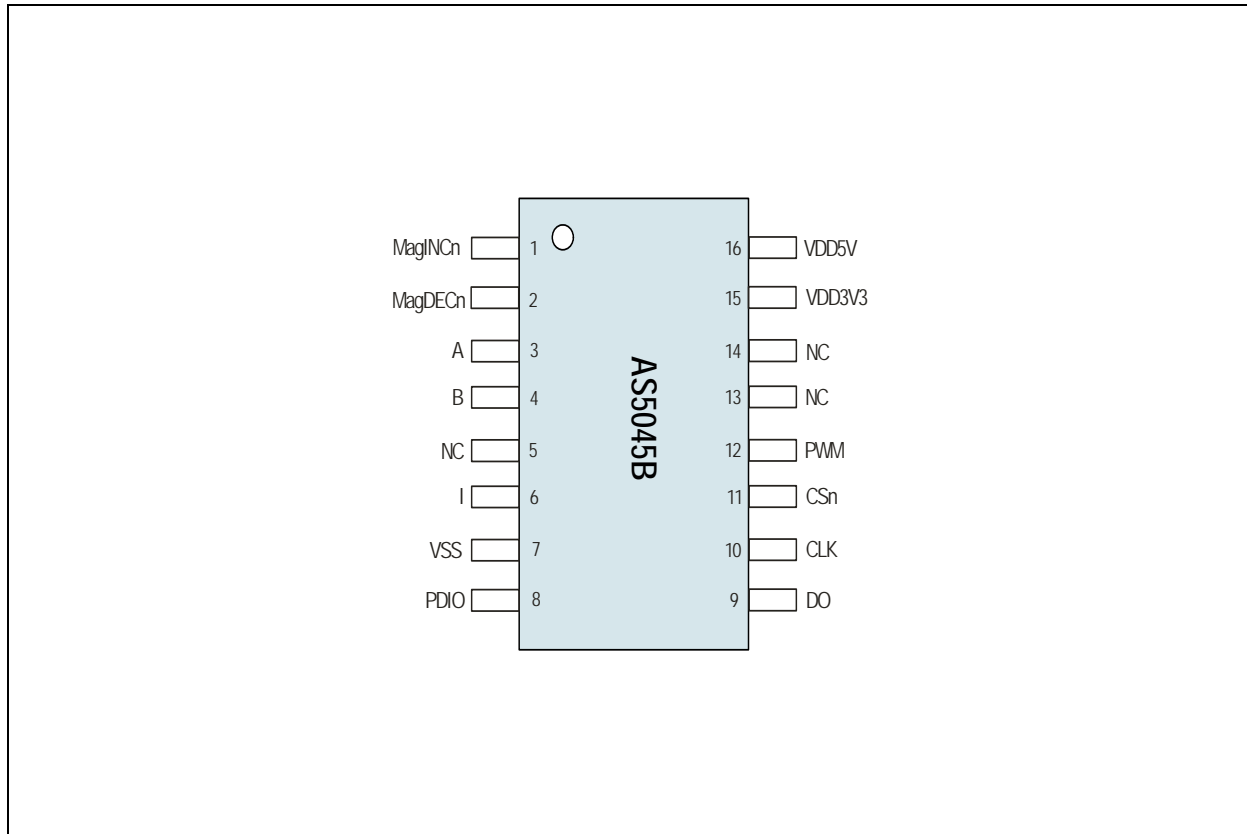 MagINCn 1 16 VDD5V
MagDECn 2 15 VDD3V3
A 3 14 NC
B 4 13 NC
NC 5 12 PWM
I 6 11 CSn
VSS 7 10 CLK
PDIO 8 9 DO
AS5045B